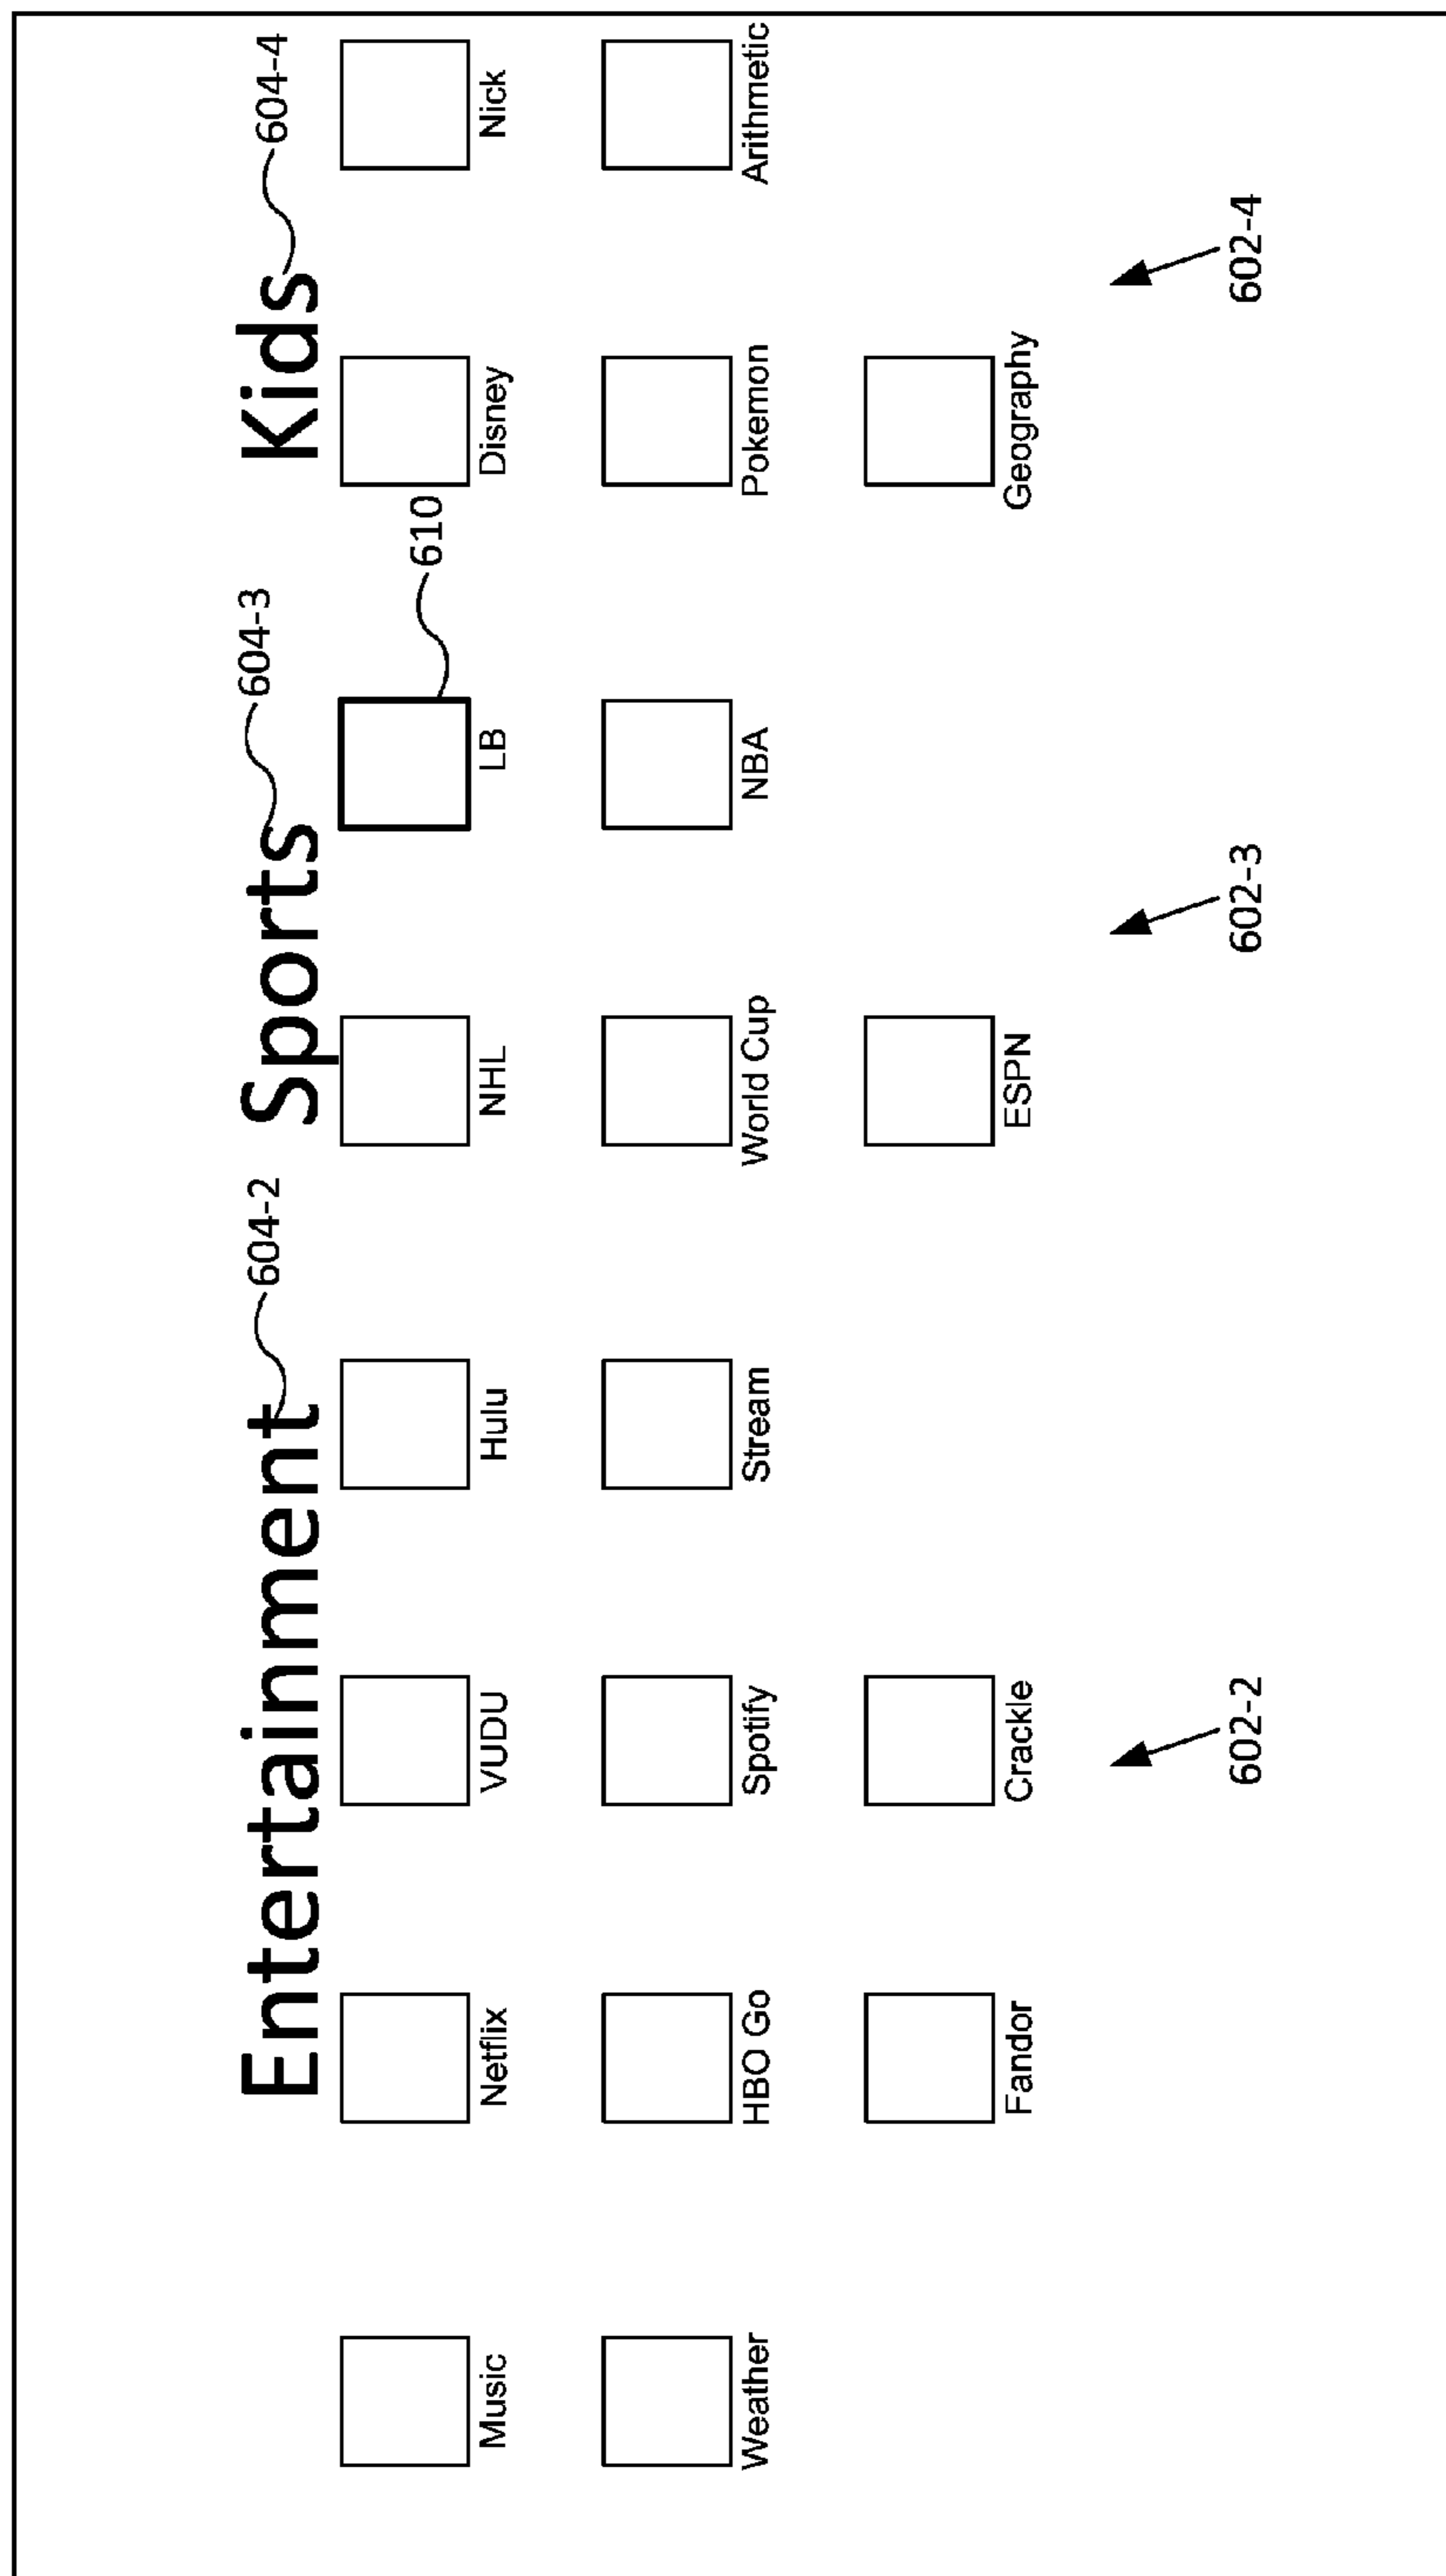 Entertainment 604-2
Sports 604-3
Kids 604-4
610
Music Netflix VUDU Hulu NHL LB Disney Nick
Weather HBO Go Spotify Stream World Cup NBA Pokemon Arithmetic
Fandor Crackle ESPN Geography
602-2 602-3 602-4